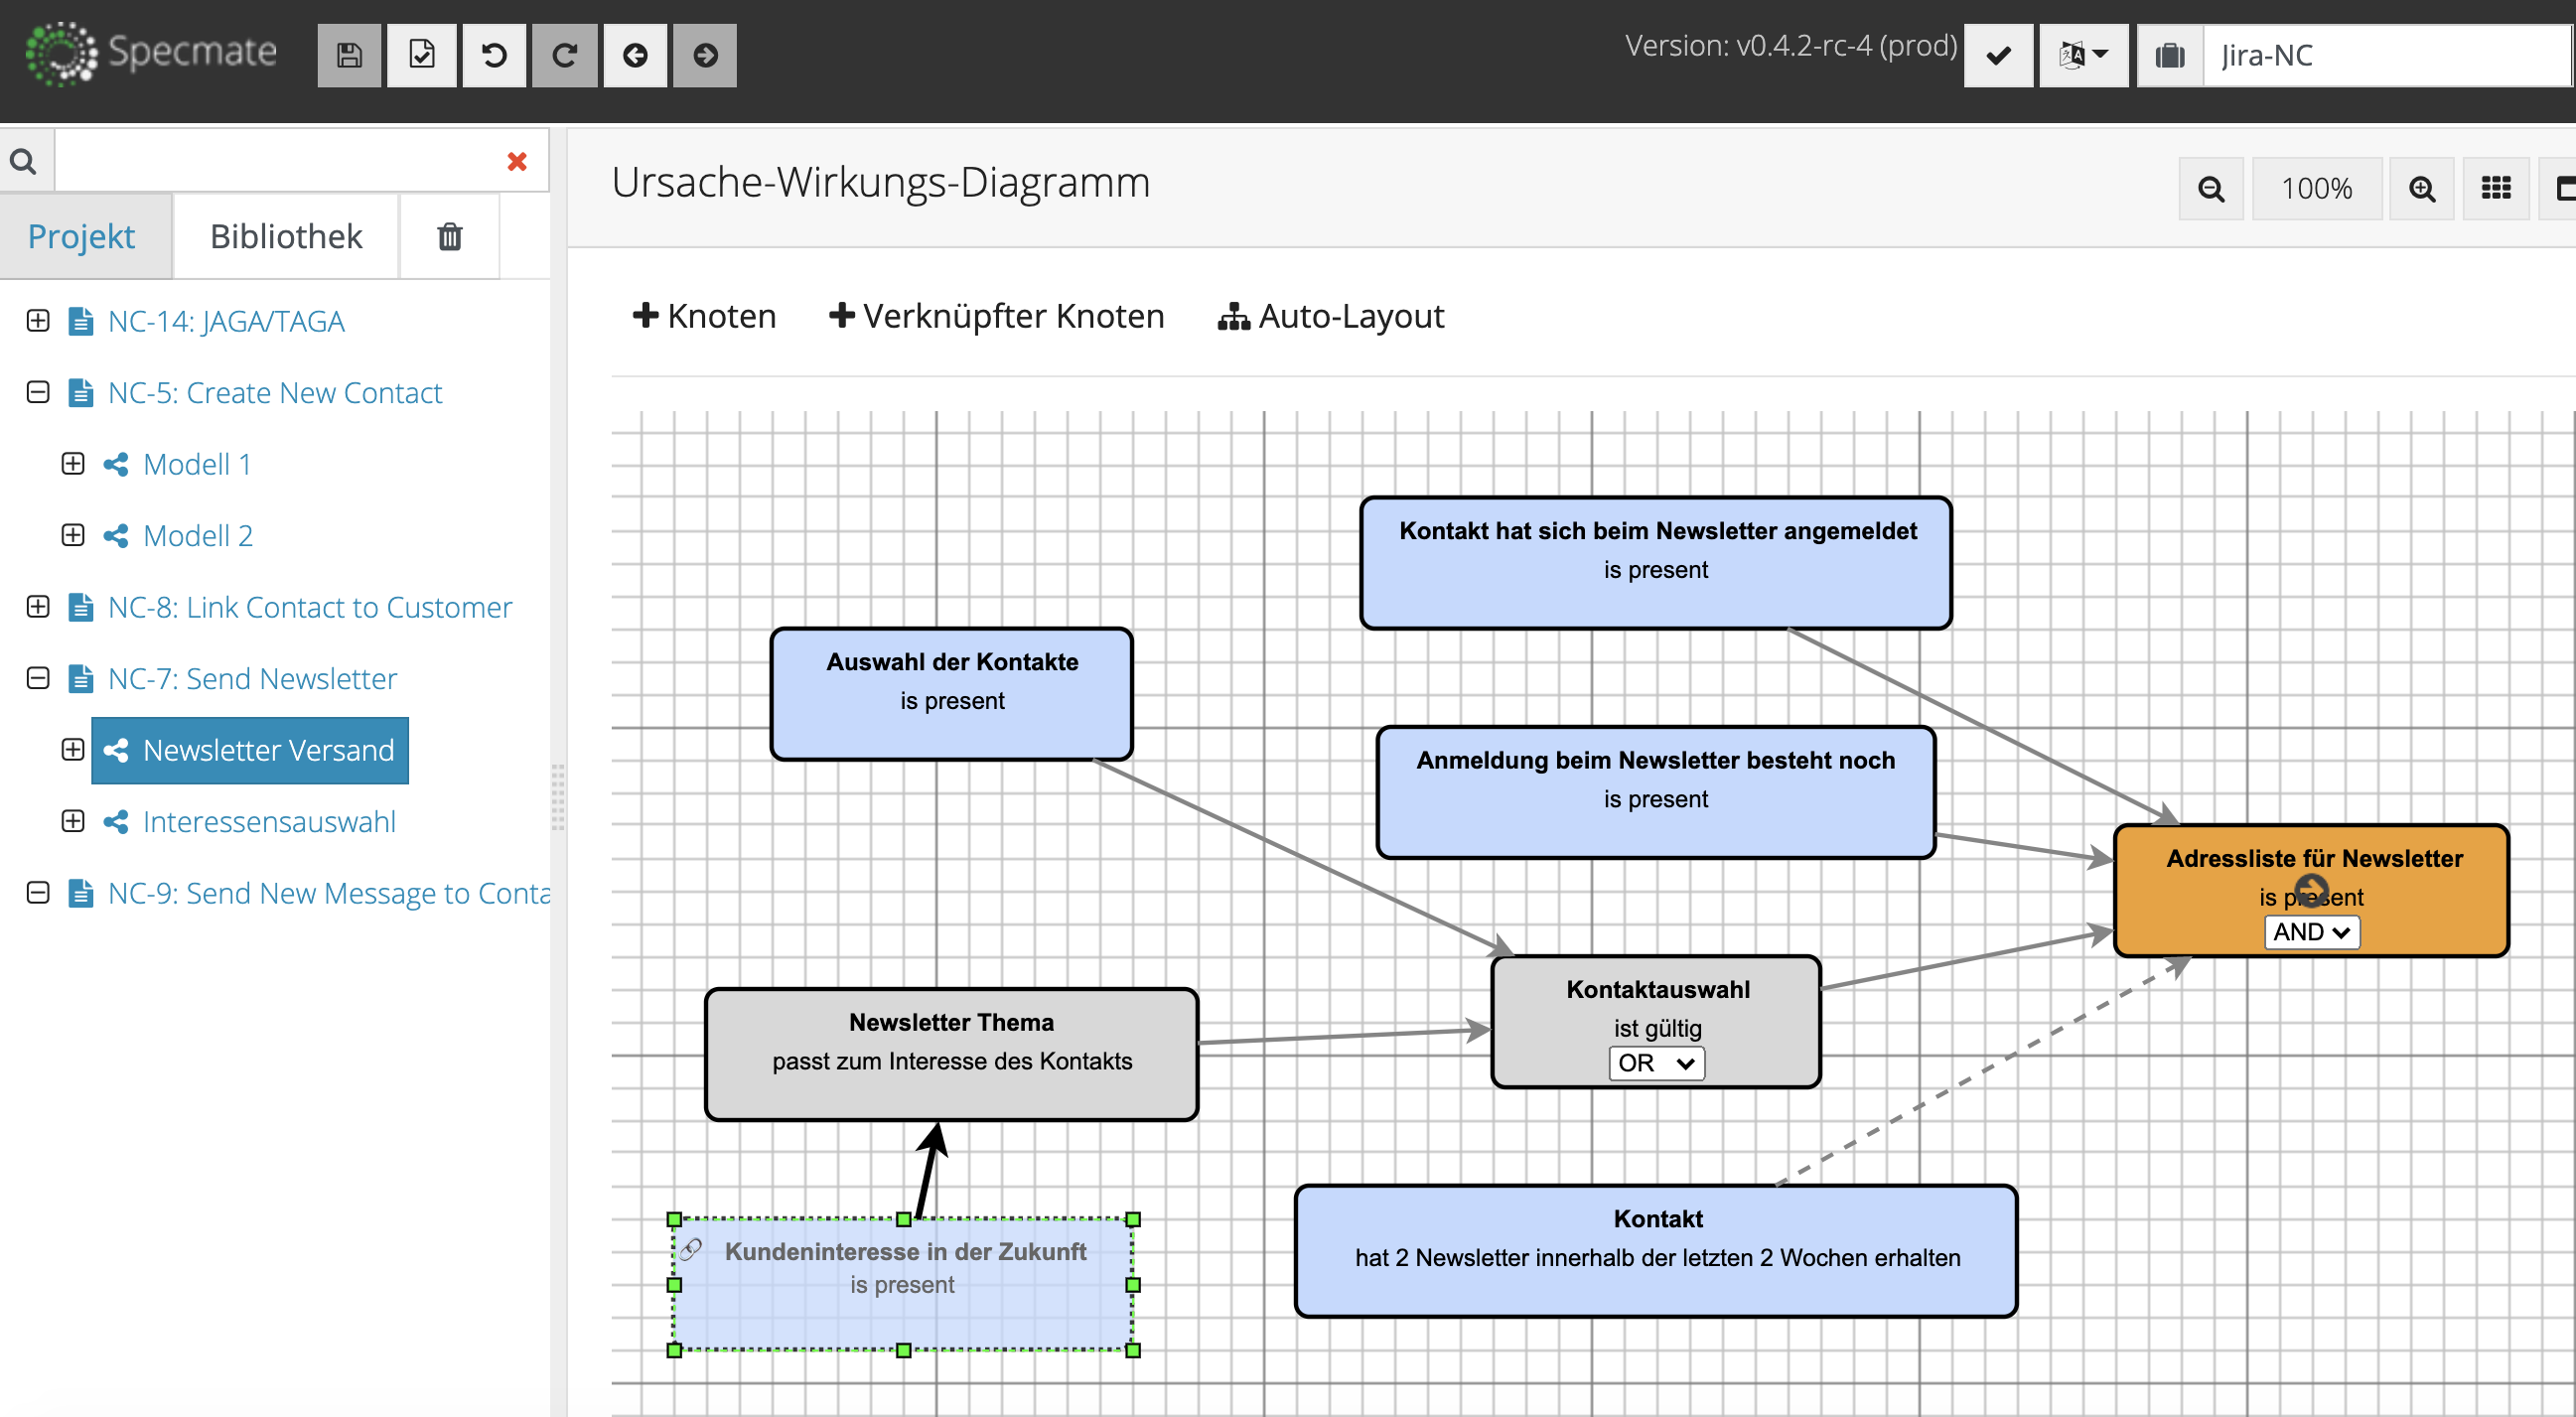 Specmate
Version: v0.4.2-rc-4 (prod)
Jira-NC
Projekt
Bibliothek
NC-14: JAGA/TAGA
NC-5: Create New Contact
Modell 1
Modell 2
NC-8: Link Contact to Customer
NC-7: Send Newsletter
Newsletter Versand
Interessensauswahl
NC-9: Send New Message to Conta
Ursache-Wirkungs-Diagramm
100%
Knoten
Verknüpfter Knoten
Auto-Layout
Kontakt hat sich beim Newsletter angemeldet
is present
Auswahl der Kontakte
is present
Anmeldung beim Newsletter besteht noch
is present
Adressliste für Newsletter
is present
AND
Kontaktauswahl
ist gültig
OR
Newsletter Thema
passt zum Interesse des Kontakts
Kontakt
hat 2 Newsletter innerhalb der letzten 2 Wochen erhalten
Kundeninteresse in der Zukunft
is present